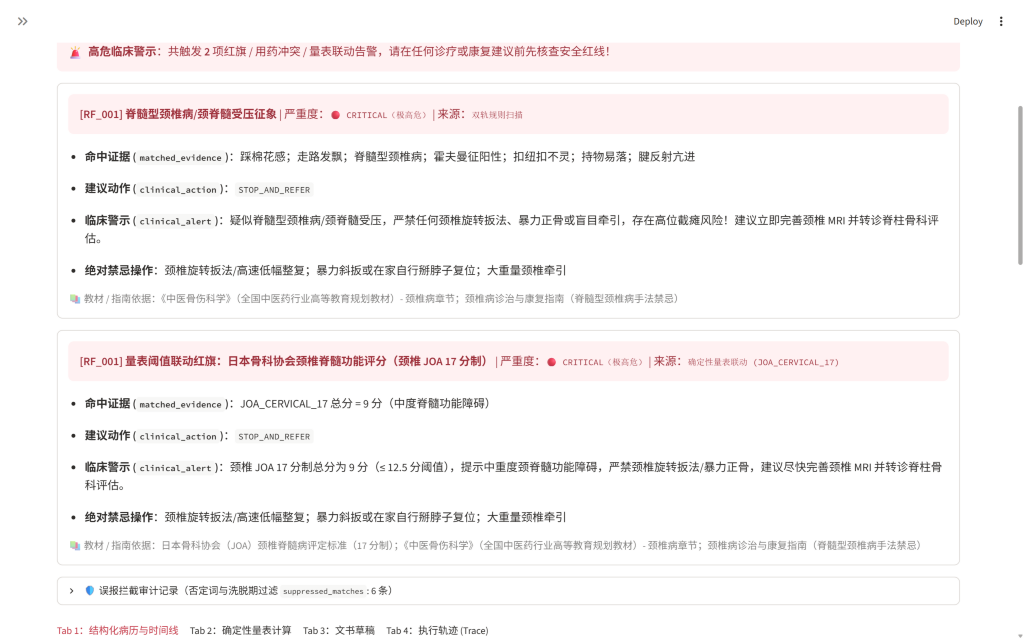 Deploy
高危临床警示：共触发 2 项红旗 / 用药冲突 / 量表联动告警，请在任何诊疗或康复建议前先核查安全红线！
[RF_001] 脊髓型颈椎病/颈脊髓受压征象 | 严重度： CRITICAL（极高危） | 来源： 双轨规则扫描
命中证据 ( matched_evidence )：踩棉花感；走路发飘；脊髓型颈椎病；霍夫曼征阳性；扣纽扣不灵；持物易落；腱反射亢进
建议动作 ( clinical_action )： STOP_AND_REFER
临床警示 ( clinical_alert )：疑似脊髓型颈椎病/颈脊髓受压，严禁任何颈椎旋转扳法、暴力正骨或盲目牵引，存在高位截瘫风险！建议立即完善颈椎 MRI 并转诊脊柱骨科评
估。
绝对禁忌操作：颈椎旋转扳法/高速低幅整复；暴力斜扳或在家自行掰脖子复位；大重量颈椎牵引
教材 / 指南依据：《中医骨伤科学》（全国中医药行业高等教育规划教材）- 颈椎病章节；颈椎病诊治与康复指南（脊髓型颈椎病手法禁忌）
[RF_001] 量表阈值联动红旗：日本骨科协会颈椎脊髓功能评分（颈椎 JOA 17 分制） | 严重度： CRITICAL（极高危） | 来源： 确定性量表联动 (JOA_CERVICAL_17)
命中证据 ( matched_evidence )：JOA_CERVICAL_17 总分 = 9 分（中度脊髓功能障碍）
建议动作 ( clinical_action )： STOP_AND_REFER
临床警示 ( clinical_alert )：颈椎 JOA 17 分制总分为 9 分（≤ 12.5 分阈值），提示中重度颈脊髓功能障碍，严禁颈椎旋转扳法/暴力正骨，建议尽快完善颈椎 MRI 并转诊脊柱骨
科评估。
绝对禁忌操作：颈椎旋转扳法/高速低幅整复；暴力斜扳或在家自行掰脖子复位；大重量颈椎牵引
教材 / 指南依据：日本骨科协会（JOA）颈椎脊髓病评定标准（17 分制）；《中医骨伤科学》（全国中医药行业高等教育规划教材）- 颈椎病章节；颈椎病诊治与康复指南（脊髓型颈椎病手法禁忌）
误报拦截审计记录（否定词与洗脱期过滤 suppressed_matches : 6 条）
Tab 1：结构化病历与时间线 Tab 2：确定性量表计算 Tab 3：文书草稿 Tab 4：执行轨迹 (Trace)